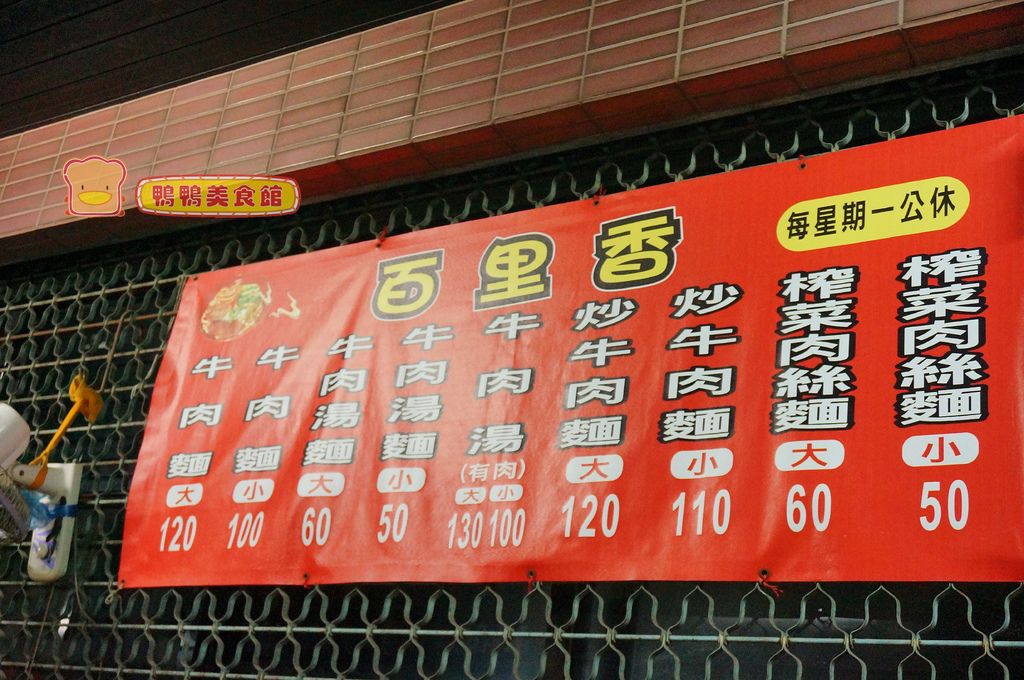 鴨鴨美食館
百里香
每星期一公休
牛肉麵 大 120
牛肉麵 小 100
牛肉湯麵 大 60
牛肉湯麵 小 50
牛肉湯 (有肉) 大 小 130 100
炒牛肉麵 大 120
炒牛肉麵 小 110
榨菜肉絲麵 大 60
榨菜肉絲麵 小 50